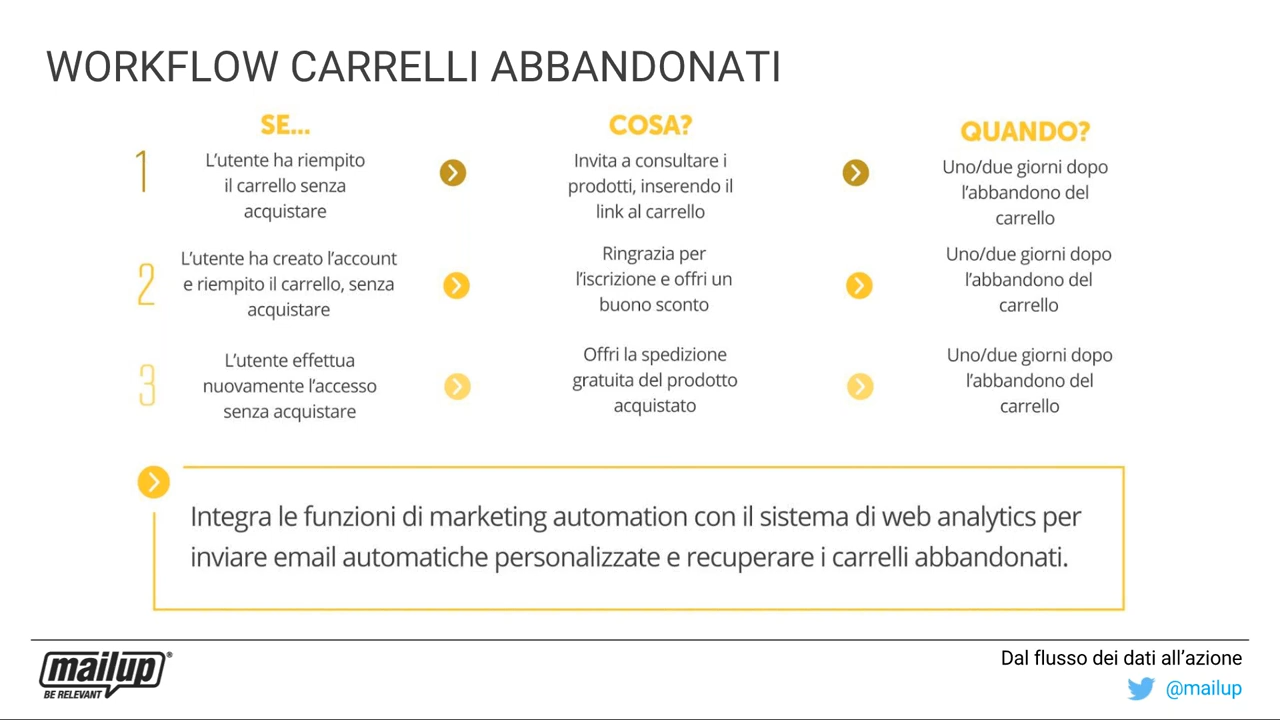 WORKFLOW CARRELLI ABBANDONATI
SE...
COSA?
QUANDO?
1
L'utente ha riempito
il carrello senza
acquistare
Invita a consultare i
prodotti, inserendo il
link al carrello
Uno/due giorni dopo
l'abbandono del
carrello
2
L'utente ha creato l'account
e riempito il carrello, senza
acquistare
Ringrazia per
l'iscrizione e offri un
buono sconto
Uno/due giorni dopo
l'abbandono del
carrello
3
L'utente effettua
nuovamente l'accesso
senza acquistare
Offri la spedizione
gratuita del prodotto
acquistato
Uno/due giorni dopo
l'abbandono del
carrello
Integra le funzioni di marketing automation con il sistema di web analytics per
inviare email automatiche personalizzate e recuperare i carrelli abbandonati.
mailup®
BE RELEVANT
Dal flusso dei dati all'azione
@mailup